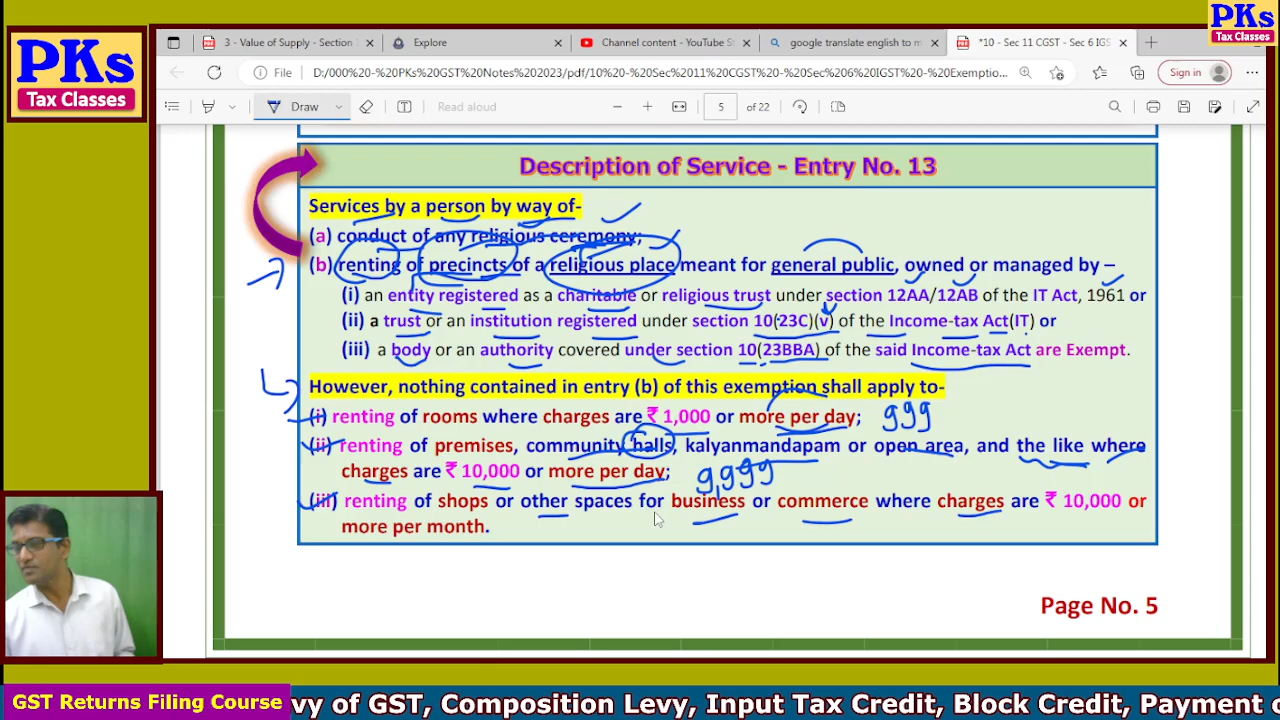 PKs
Tax Classes
PKs
Tax Classes
3 - Value of Supply - Section
Explore
Channel content - YouTube S
google translate english to m
*10 - Sec 11 CGST - Sec 6 IGS
File
D:/000%20-%20PKs%20GST%20Notes%202023/pdf/10%20-%20Sec%2011%20CGST%20-%20Sec%206%20IGST%20-%20Exemptio...
Sign in
Draw
Read aloud
5
of 22
Description of Service - Entry No. 13
Services by a person by way of-
(a) conduct of any religious ceremony;
(b) renting of precincts of a religious place meant for general public, owned or managed by –
(i) an entity registered as a charitable or religious trust under section 12AA/12AB of the IT Act, 1961 or
(ii) a trust or an institution registered under section 10(23C)(v) of the Income-tax Act(IT) or
(iii) a body or an authority covered under section 10(23BBA) of the said Income-tax Act are Exempt.
However, nothing contained in entry (b) of this exemption shall apply to-
(i) renting of rooms where charges are ₹ 1,000 or more per day; 999
(ii) renting of premises, community halls, kalyanmandapam or open area, and the like where
charges are ₹ 10,000 or more per day; 9,999
(iii) renting of shops or other spaces for business or commerce where charges are ₹ 10,000 or
more per month.
Page No. 5
GST Returns Filing Course
vy of GST, Composition Levy, Input Tax Credit, Block Credit, Payment